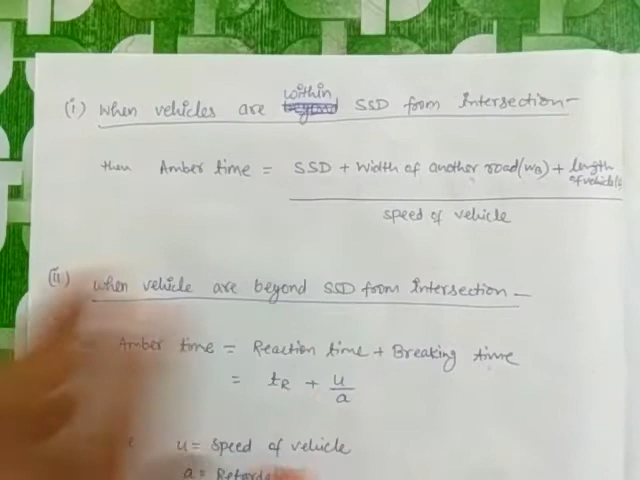 (i) When vehicles are within SSD from Intersection-
then Amber time = SSD + Width of another road (WB) + length of vehicle
speed of vehicle
(ii) When vehicle are beyond SSD from Intersection-
Amber time = Reaction time + Breaking time
= tR + u/a
u = Speed of vehicle
a =